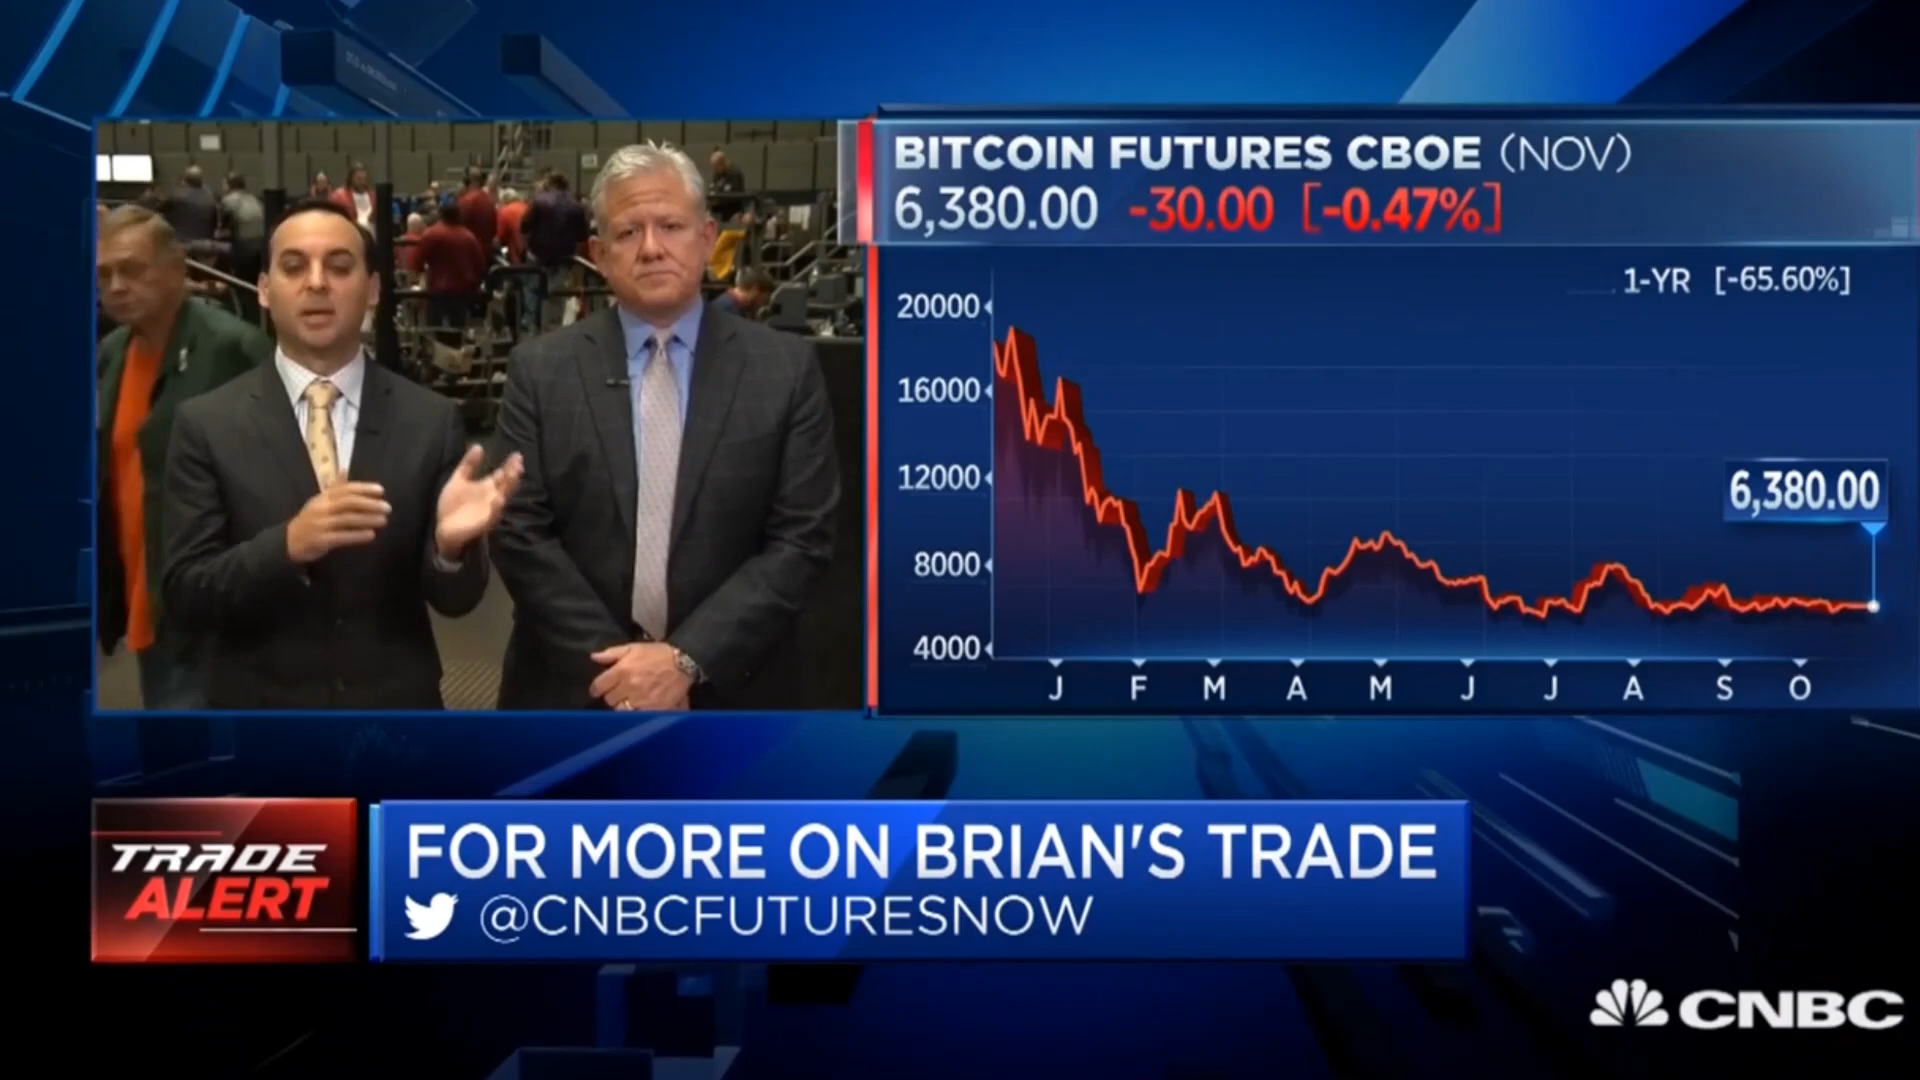 BITCOIN FUTURES CBOE (NOV)
6,380.00 -30.00 [-0.47%]
1-YR [-65.60%]
20000
16000
12000
8000
4000
6,380.00
J F M A M J J A S O
TRADE
ALERT
FOR MORE ON BRIAN'S TRADE
@CNBCFUTURESNOW
CNBC